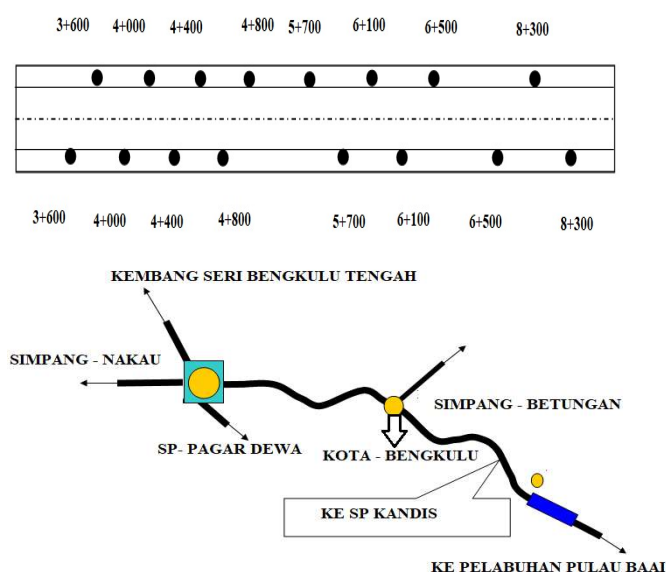 3+600 4+000 4+400 4+800 5+700 6+100 6+500 8+300
3+600 4+000 4+400 4+800 5+700 6+100 6+500 8+300
KEMBANG SERI BENGKULU TENGAH
SIMPANG - NAKAU
SIMPANG - BETUNGAN
SP- PAGAR DEWA
KOTA - BENGKULU
KE SP KANDIS
KE PELABUHAN PULAU BAAI